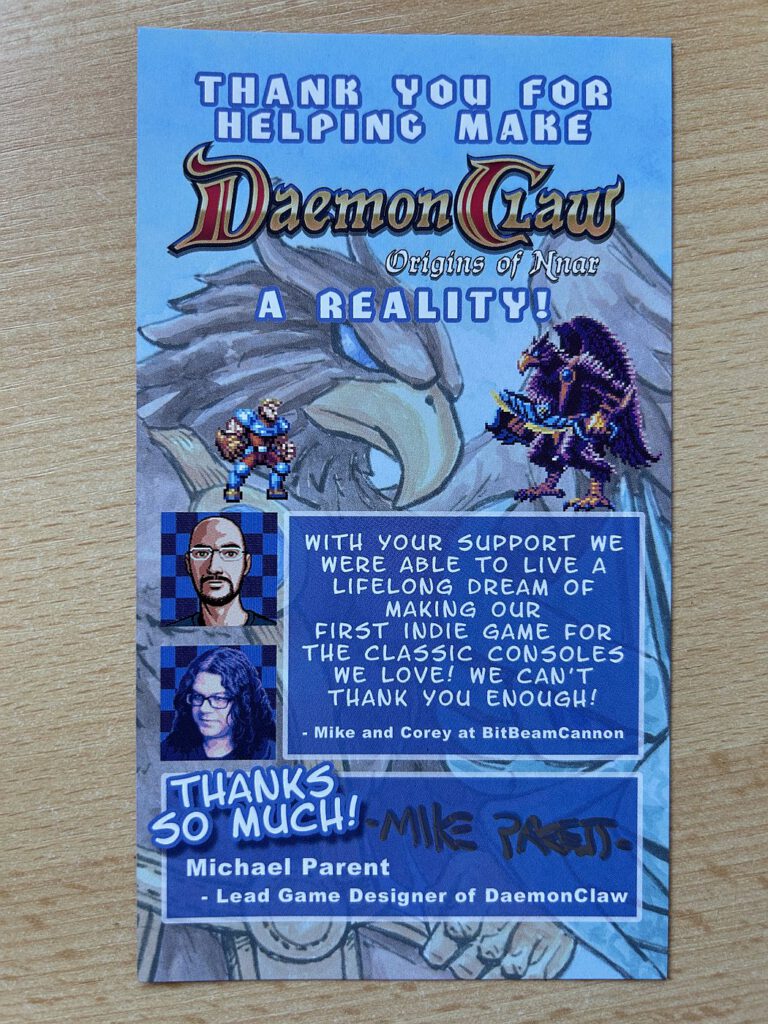 THANK YOU FOR
HELPING MAKE
DaemonClaw
Origins of Nnar
A REALITY!
WITH YOUR SUPPORT WE
WERE ABLE TO LIVE A
LIFELONG DREAM OF
MAKING OUR
FIRST INDIE GAME FOR
THE CLASSIC CONSOLES
WE LOVE! WE CAN'T
THANK YOU ENOUGH!
- Mike and Corey at BitBeamCannon
THANKS
SO MUCH!
-MIKE PARENT-
Michael Parent
- Lead Game Designer of DaemonClaw